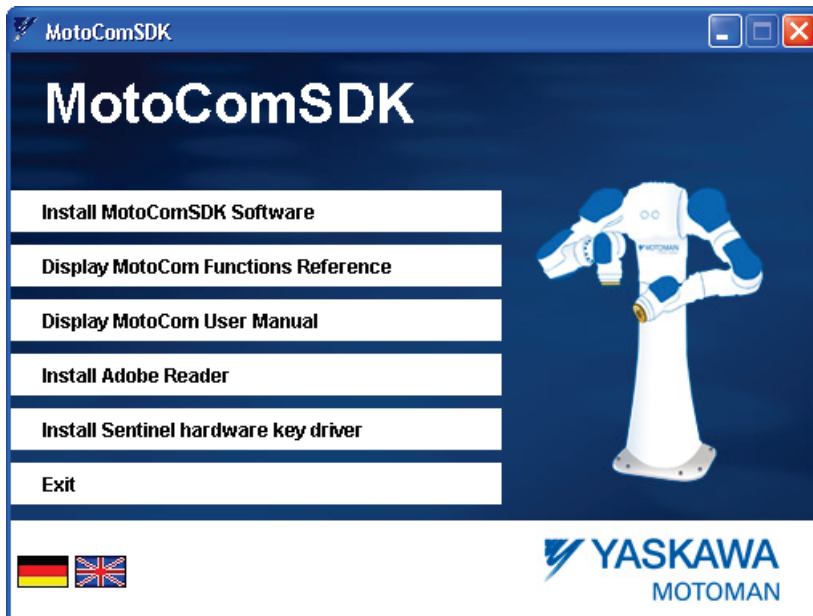 MotoComSDK
MotoComSDK
Install MotoComSDK Software
Display MotoCom Functions Reference
Display MotoCom User Manual
Install Adobe Reader
Install Sentinel hardware key driver
Exit
MOTOMAN
YASKAWA
MOTOMAN